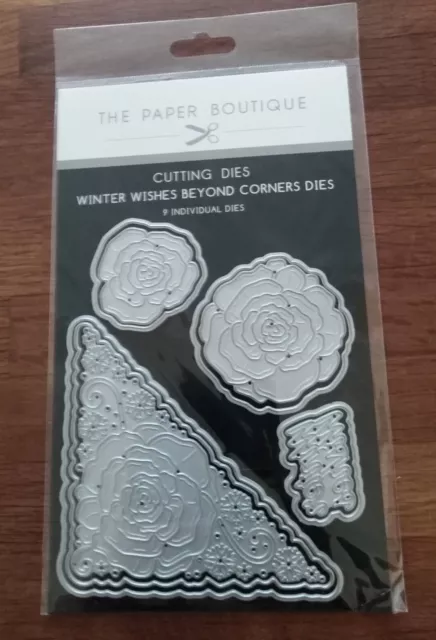 THE PAPER BOUTIQUE
CUTTING DIES
WINTER WISHES BEYOND CORNERS DIES
9 INDIVIDUAL DIES